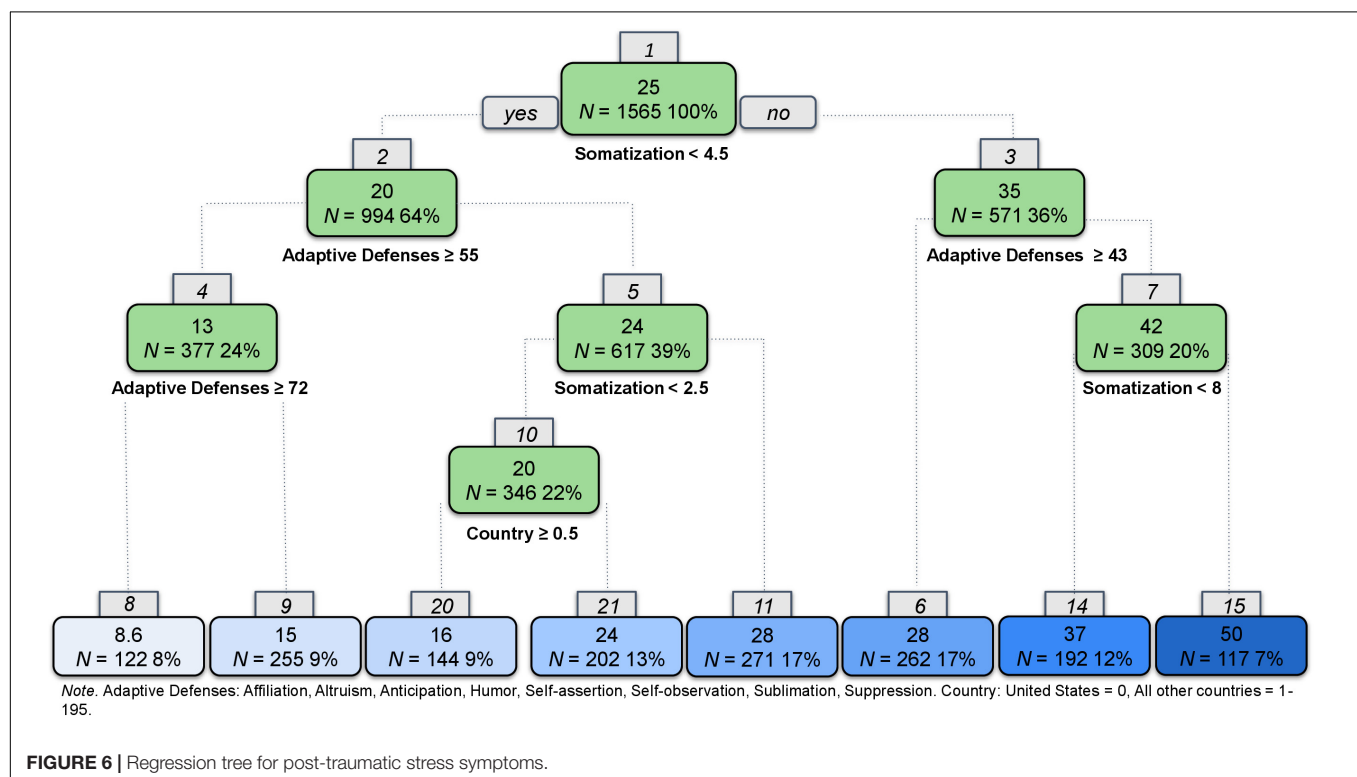 1
25
N = 1565 100%
yes
no
Somatization < 4.5
2
20
N = 994 64%
Adaptive Defenses ≥ 55
3
35
N = 571 36%
Adaptive Defenses ≥ 43
4
13
N = 377 24%
Adaptive Defenses ≥ 72
5
24
N = 617 39%
Somatization < 2.5
7
42
N = 309 20%
Somatization < 8
10
20
N = 346 22%
Country ≥ 0.5
8
8.6
N = 122 8%
9
15
N = 255 9%
20
16
N = 144 9%
21
24
N = 202 13%
11
28
N = 271 17%
6
28
N = 262 17%
14
37
N = 192 12%
15
50
N = 117 7%
Note. Adaptive Defenses: Affiliation, Altruism, Anticipation, Humor, Self-assertion, Self-observation, Sublimation, Suppression. Country: United States = 0, All other countries = 1-
195.
FIGURE 6 | Regression tree for post-traumatic stress symptoms.